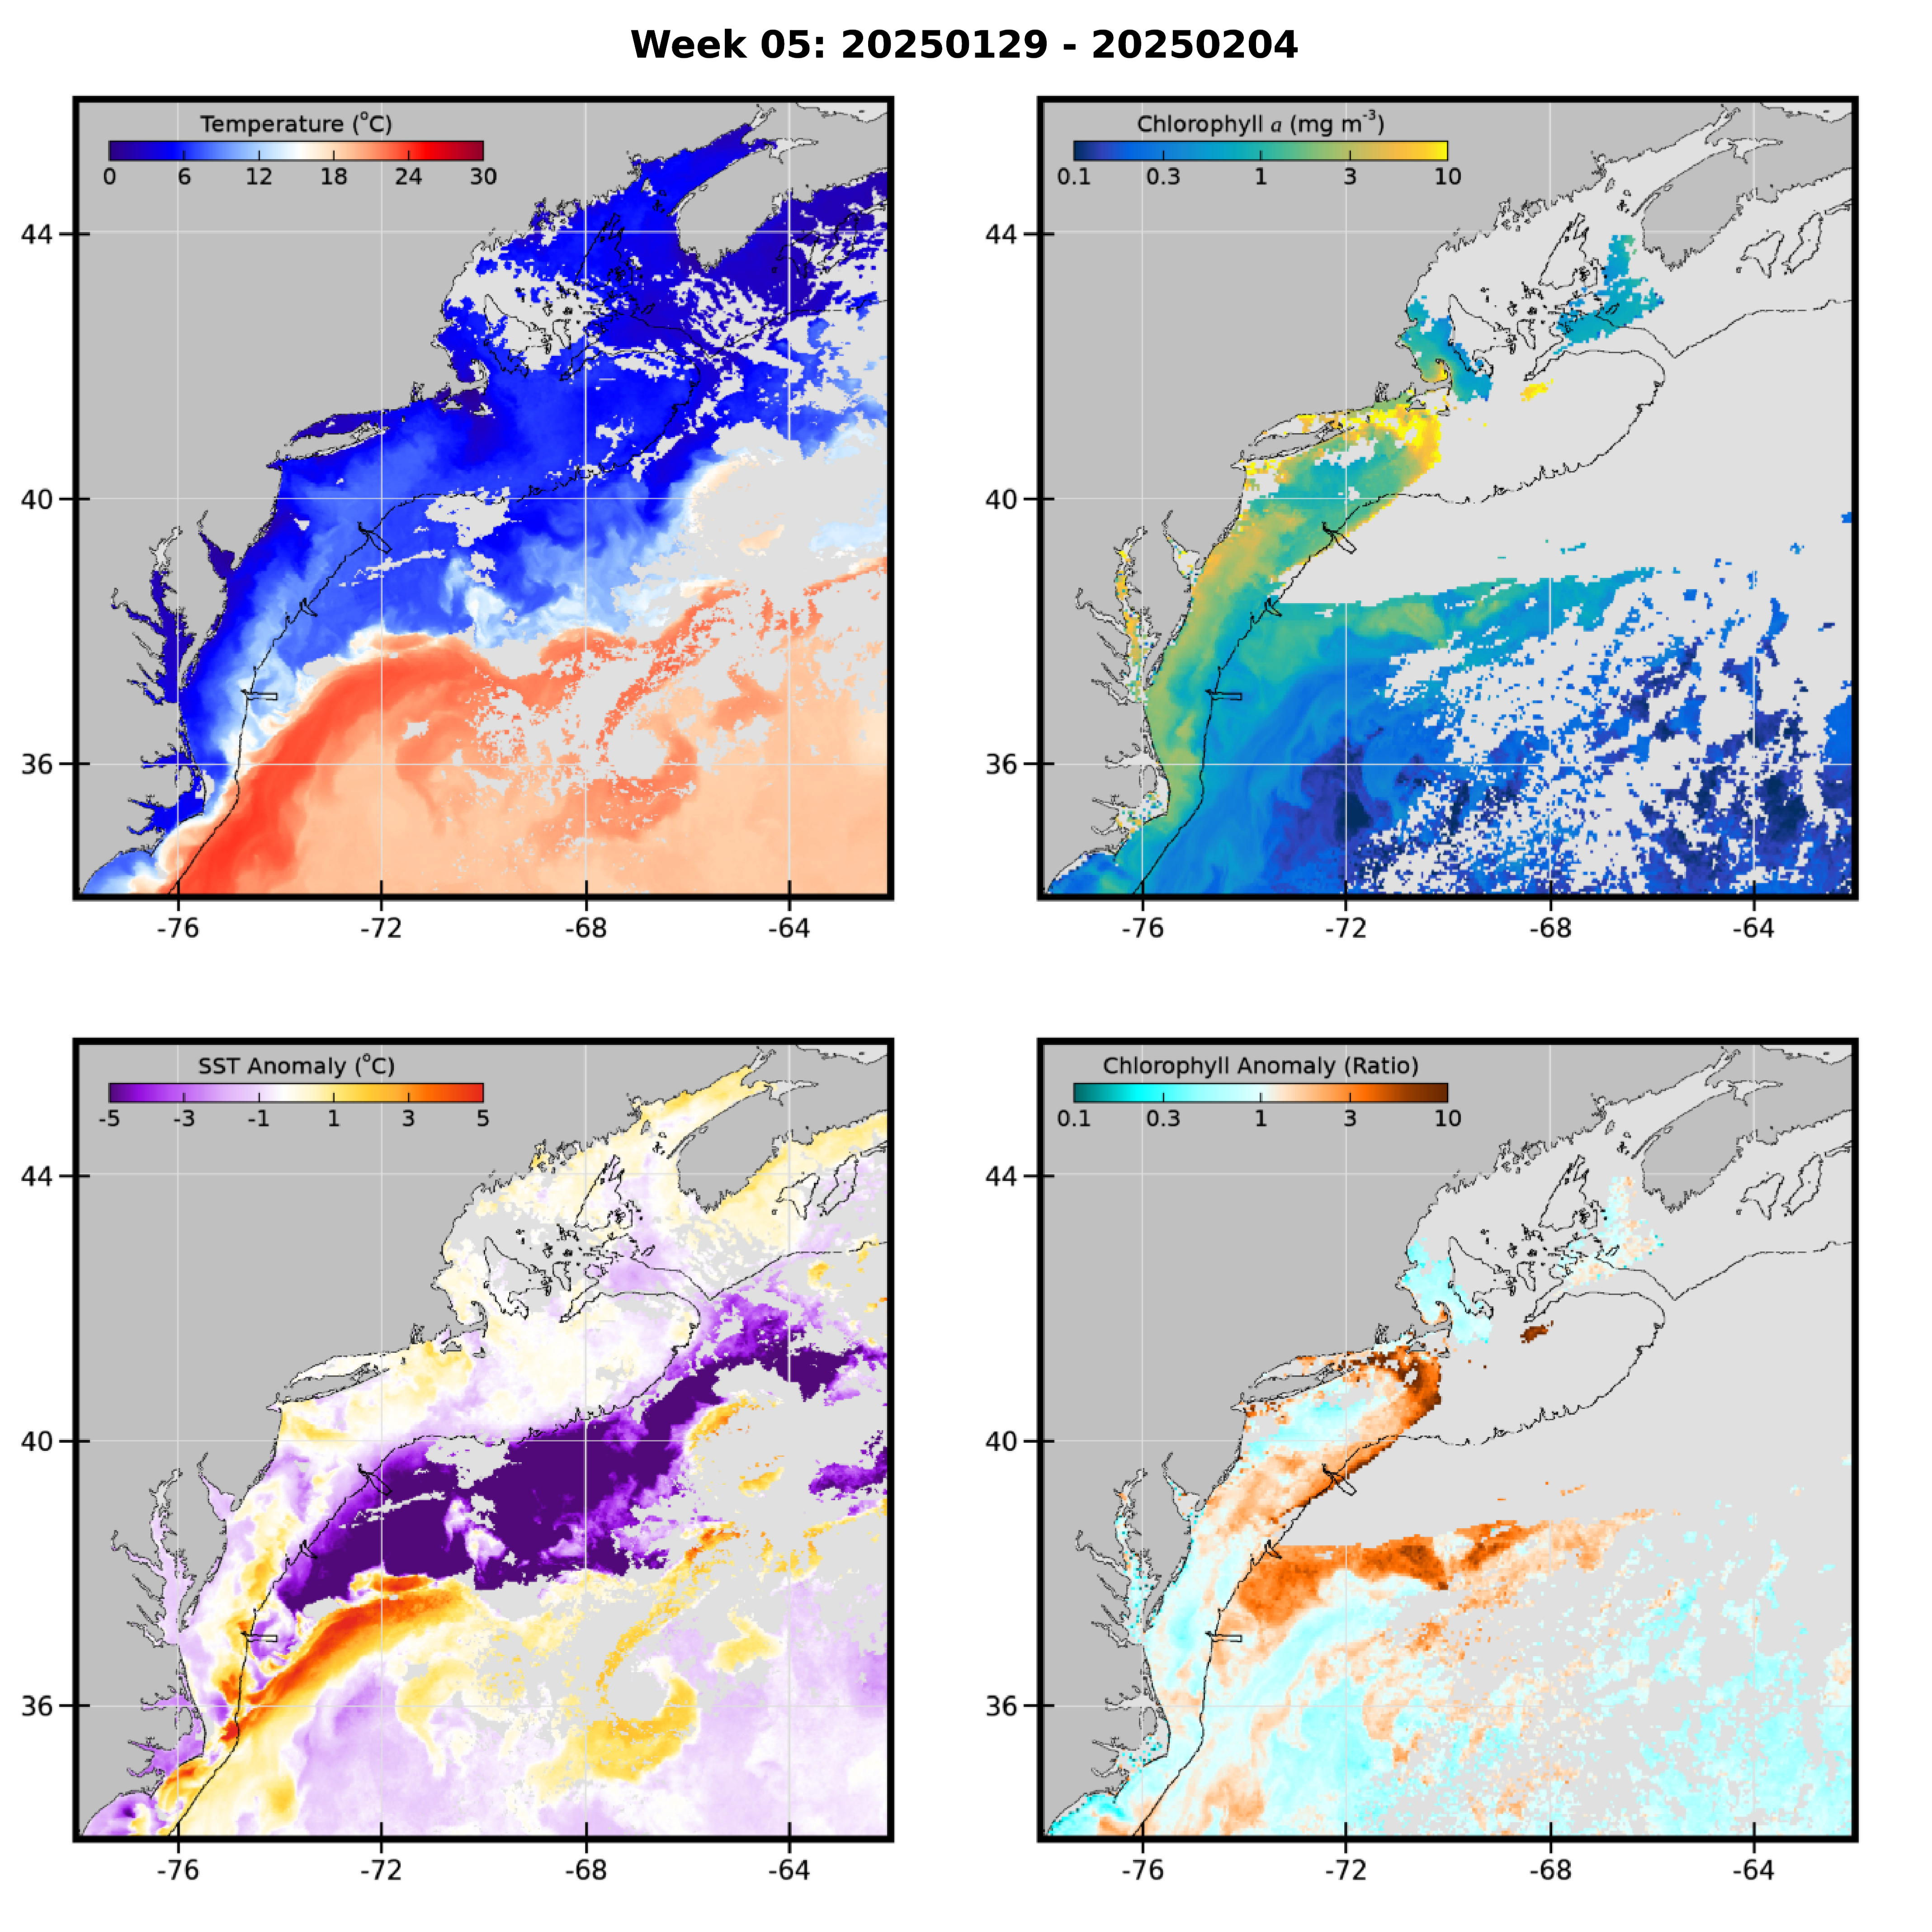 Week 05: 20250129 - 20250204
Temperature (°C)
0 6 12 18 24 30
44
40
36
-76 -72 -68 -64
Chlorophyll a (mg m⁻³)
0.1 0.3 1 3 10
44
40
36
-76 -72 -68 -64
SST Anomaly (°C)
-5 -3 -1 1 3 5
44
40
36
-76 -72 -68 -64
Chlorophyll Anomaly (Ratio)
0.1 0.3 1 3 10
44
40
36
-76 -72 -68 -64